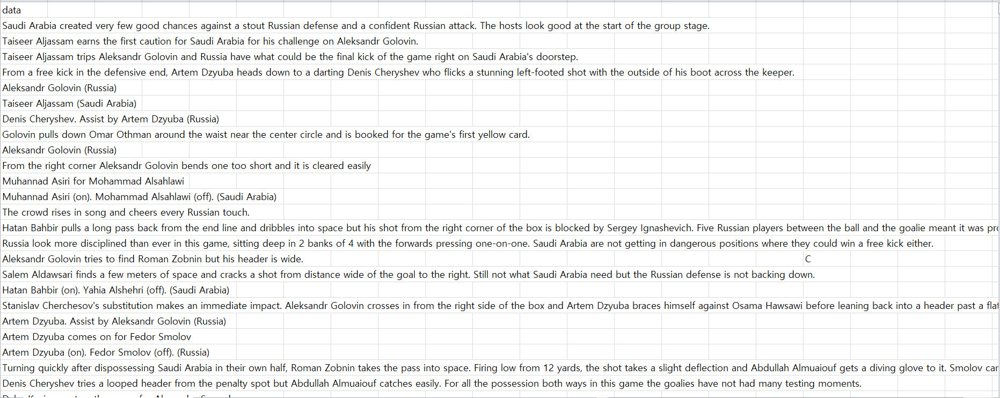 data
Saudi Arabia created very few good chances against a stout Russian defense and a confident Russian attack. The hosts look good at the start of the group stage.
Taiseer Aljassam earns the first caution for Saudi Arabia for his challenge on Aleksandr Golovin.
Taiseer Aljassam trips Aleksandr Golovin and Russia have what could be the final kick of the game right on Saudi Arabia's doorstep.
From a free kick in the defensive end, Artem Dzyuba heads down to a darting Denis Cheryshev who flicks a stunning left-footed shot with the outside of his boot across the keeper.
Aleksandr Golovin (Russia)
Taiseer Aljassam (Saudi Arabia)
Denis Cheryshev. Assist by Artem Dzyuba (Russia)
Golovin pulls down Omar Othman around the waist near the center circle and is booked for the game's first yellow card.
Aleksandr Golovin (Russia)
From the right corner Aleksandr Golovin bends one too short and it is cleared easily
Muhannad Asiri for Mohammad Alsahlawi
Muhannad Asiri (on). Mohammad Alsahlawi (off). (Saudi Arabia)
The crowd rises in song and cheers every Russian touch.
Hatan Bahbir pulls a long pass back from the end line and dribbles into space but his shot from the right corner of the box is blocked by Sergey Ignashevich. Five Russian players between the ball and the goalie meant it was
Russia look more disciplined than ever in this game, sitting deep in 2 banks of 4 with the forwards pressing one-on-one. Saudi Arabia are not getting in dangerous positions where they could win a free kick either.
Aleksandr Golovin tries to find Roman Zobnin but his header is wide. C
Salem Aldawsari finds a few meters of space and cracks a shot from distance wide of the goal to the right. Still not what Saudi Arabia need but the Russian defense is not backing down.
Hatan Bahbir (on). Yahia Alshehri (off). (Saudi Arabia)
Stanislav Cherchesov's substitution makes an immediate impact. Aleksandr Golovin crosses in from the right side of the box and Artem Dzyuba braces himself against Osama Hawsawi before leaning back into a header past a
Artem Dzyuba. Assist by Aleksandr Golovin (Russia)
Artem Dzyuba comes on for Fedor Smolov
Artem Dzyuba (on). Fedor Smolov (off). (Russia)
Turning quickly after dispossessing Saudi Arabia in their own half, Roman Zobnin takes the pass into space. Firing low from 12 yards, the shot takes a slight deflection and Abdullah Almuaiouf gets a diving glove to it. Smolov
Denis Cheryshev tries a looped header from the penalty spot but Abdullah Almuaiouf catches easily. For all the possession both ways in this game the goalies have not had many testing moments.